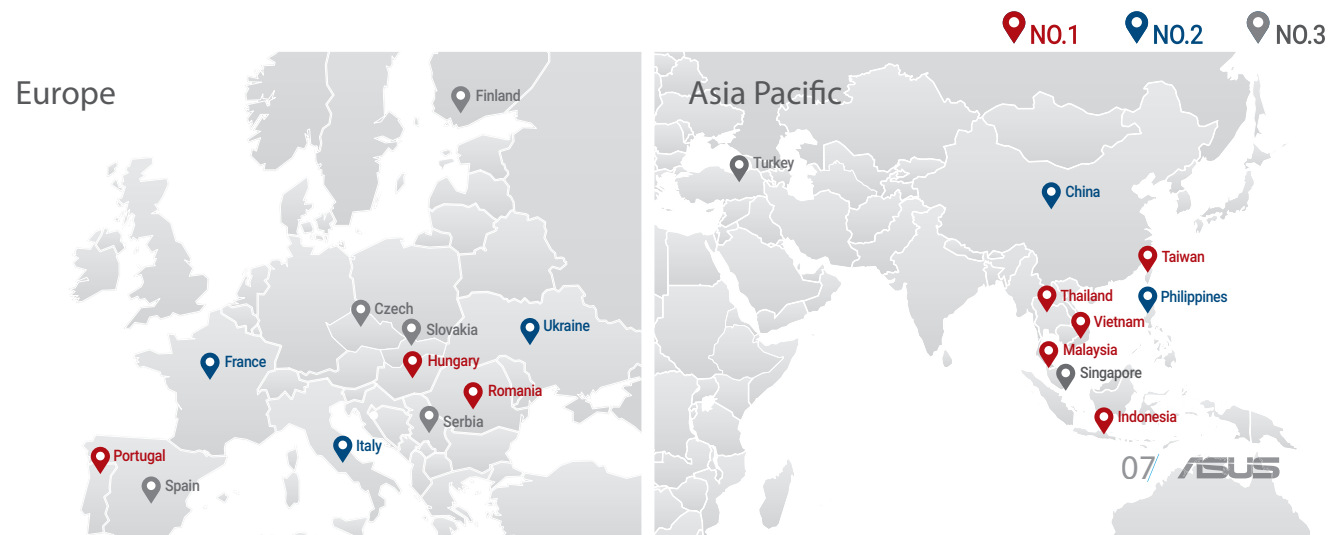 NO.1
NO.2
NO.3
Europe
Finland
Czech
Slovakia
Ukraine
France
Hungary
Romania
Serbia
Italy
Portugal
Spain
Asia Pacific
Turkey
China
Taiwan
Thailand
Philippines
Vietnam
Malaysia
Singapore
Indonesia
07/ ASUS